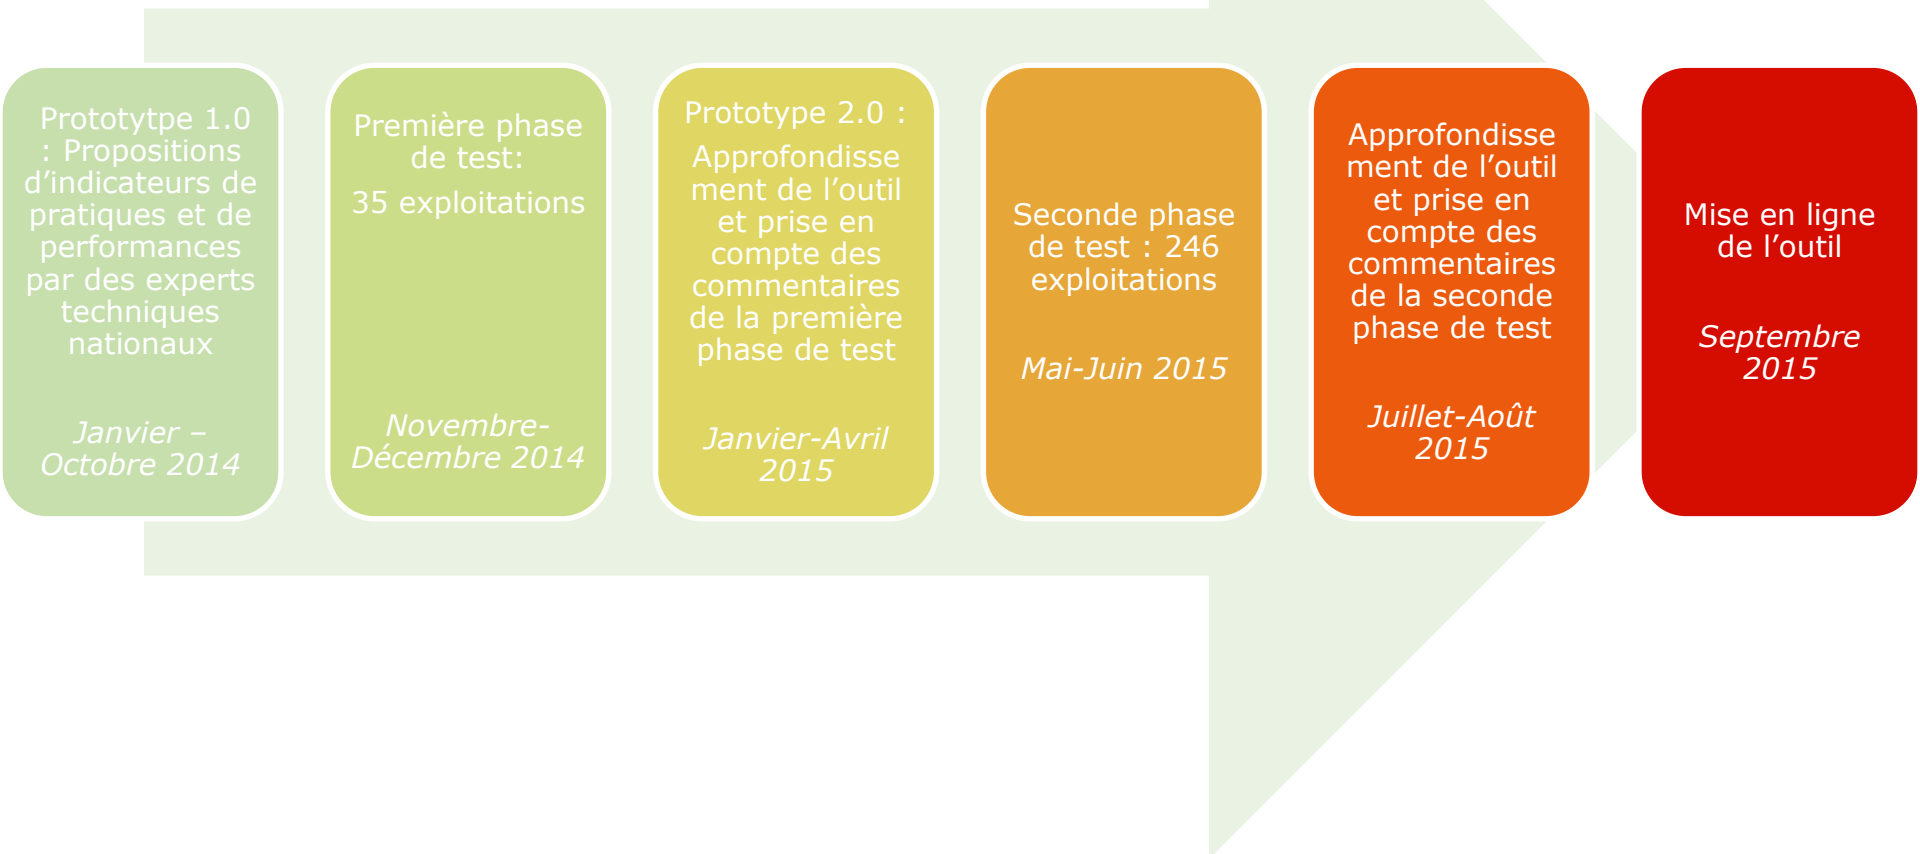 Prototytpe 1.0
: Propositions
d’indicateurs de
pratiques et de
performances
par des experts
techniques
nationaux
Janvier –
Octobre 2014
Première phase
de test:
35 exploitations
Novembre-
Décembre 2014
Prototype 2.0 :
Approfondisse
ment de l’outil
et prise en
compte des
commentaires
de la première
phase de test
Janvier-Avril
2015
Seconde phase
de test : 246
exploitations
Mai-Juin 2015
Approfondisse
ment de l’outil
et prise en
compte des
commentaires
de la seconde
phase de test
Juillet-Août
2015
Mise en ligne
de l’outil
Septembre
2015